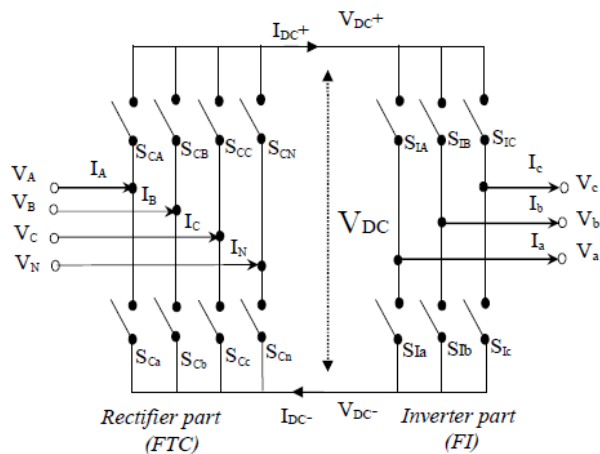 I_DC+ V_DC+
S_CA S_CB S_CC S_CN S_IA S_IB S_IC
V_A I_A I_c V_c
V_B I_B I_b V_b
V_C I_C V_DC I_a V_a
V_N I_N
S_Ca S_Cb S_Cc S_Cn S_Ia S_Ib S_Ic
I_DC- V_DC-
Rectifier part Inverter part
(FTC) (FI)